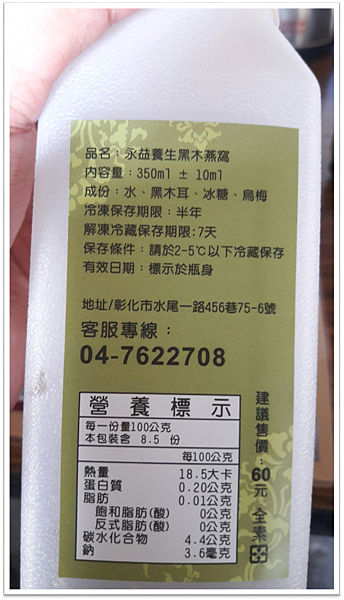 品名：永益養生黑木燕窩
內容量：350ml ± 10ml
成份：水、黑木耳、冰糖、烏梅
冷凍保存期限：半年
解凍冷藏保存期限:7天
保存條件：請於2-5℃以下冷藏保存
有效日期：標示於瓶身
地址/彰化市水尾一路456巷75-6號
客服專線：
04-7622708
營養標示
每一份量100公克
本包裝含 8.5 份
每100公克
熱量 18.5大卡
蛋白質 0.20公克
脂肪 0.01公克
飽和脂肪(酸) 0公克
反式脂肪(酸) 0公克
碳水化合物 4.4公克
鈉 3.6毫克
建議售價：60元 全素